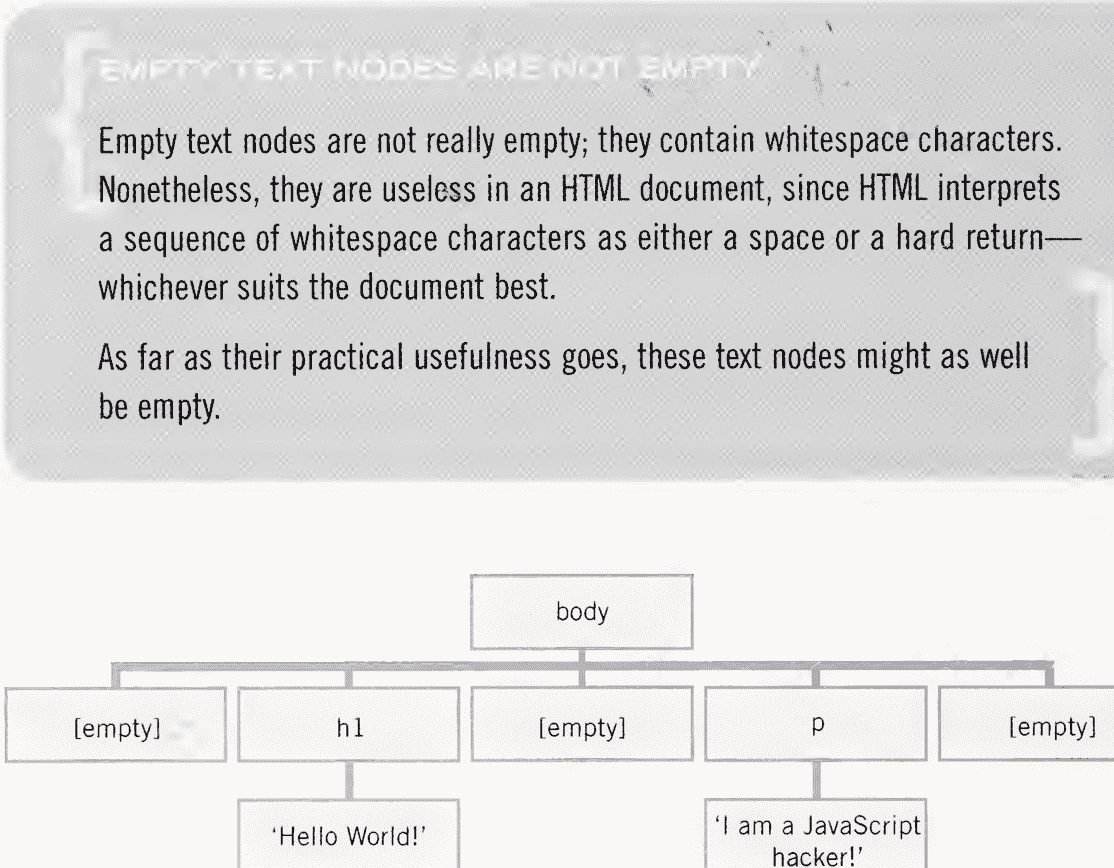 EMPTY TEXT NODES ARE NOT EMPTY
Empty text nodes are not really empty; they contain whitespace characters.
Nonetheless, they are useless in an HTML document, since HTML interprets
a sequence of whitespace characters as either a space or a hard return—
whichever suits the document best.
As far as their practical usefulness goes, these text nodes might as well
be empty.
body
[empty] h1 [empty] p [empty]
‘Hello World!’ ‘I am a JavaScript
hacker!’